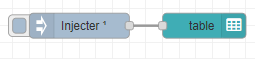 Injecter ¹
table